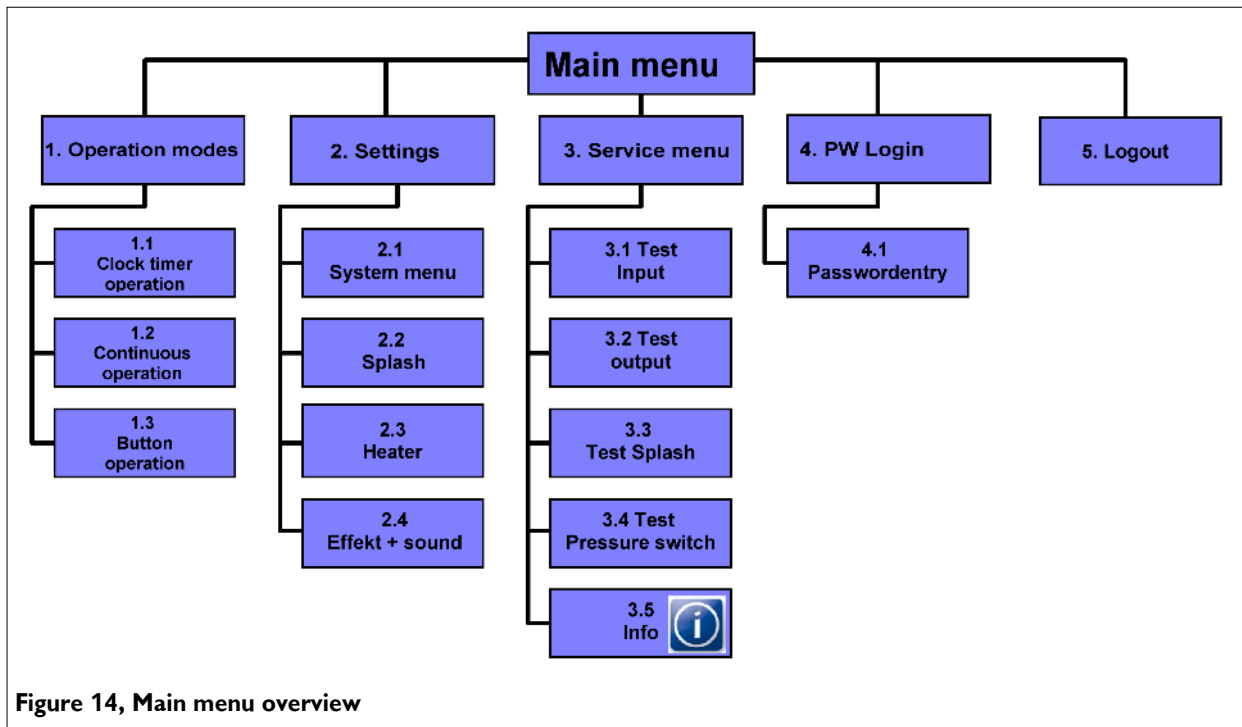 Main menu
1. Operation modes
2. Settings
3. Service menu
4. PW Login
5. Logout
1.1
Clock timer
operation
1.2
Continuous
operation
1.3
Button
operation
2.1
System menu
2.2
Splash
2.3
Heater
2.4
Effekt + sound
3.1 Test
Input
3.2 Test
output
3.3
Test Splash
3.4 Test
Pressure switch
3.5
Info
i
4.1
Passwordentry
Figure 14, Main menu overview